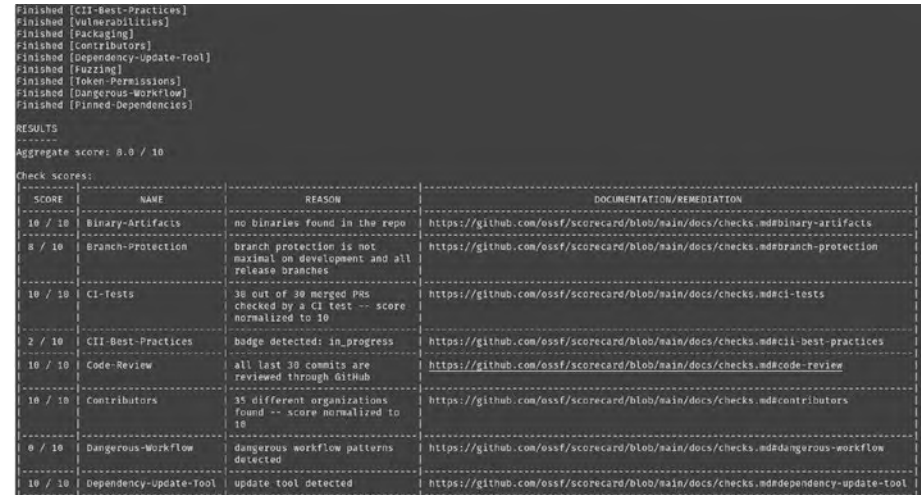 Finished [CII-Best-Practices]
Finished [Vulnerabilities]
Finished [Packaging]
Finished [Contributors]
Finished [Dependency-Update-Tool]
Finished [Fuzzing]
Finished [Token-Permissions]
Finished [Dangerous-Workflow]
Finished [Pinned-Dependencies]
RESULTS
-------
Aggregate score: 8.0 / 10
Check scores:
SCORE | NAME | REASON | DOCUMENTATION/REMEDIATION
10 / 10 | Binary-Artifacts | no binaries found in the repo | https://github.com/ossf/scorecard/blob/main/docs/checks.md#binary-artifacts
8 / 10 | Branch-Protection | branch protection is not | https://github.com/ossf/scorecard/blob/main/docs/checks.md#branch-protection
maximal on development and all
release branches
10 / 10 | CI-Tests | 30 out of 30 merged PRs | https://github.com/ossf/scorecard/blob/main/docs/checks.md#ci-tests
checked by a CI test -- score
normalized to 10
2 / 10 | CII-Best-Practices | badge detected: in_progress | https://github.com/ossf/scorecard/blob/main/docs/checks.md#cii-best-practices
10 / 10 | Code-Review | all last 30 commits are | https://github.com/ossf/scorecard/blob/main/docs/checks.md#code-review
reviewed through GitHub
10 / 10 | Contributors | 35 different organizations | https://github.com/ossf/scorecard/blob/main/docs/checks.md#contributors
found -- score normalized to
10
0 / 10 | Dangerous-Workflow | dangerous workflow patterns | https://github.com/ossf/scorecard/blob/main/docs/checks.md#dangerous-workflow
detected
10 / 10 | Dependency-Update-Tool | update tool detected | https://github.com/ossf/scorecard/blob/main/docs/checks.md#dependency-update-tool